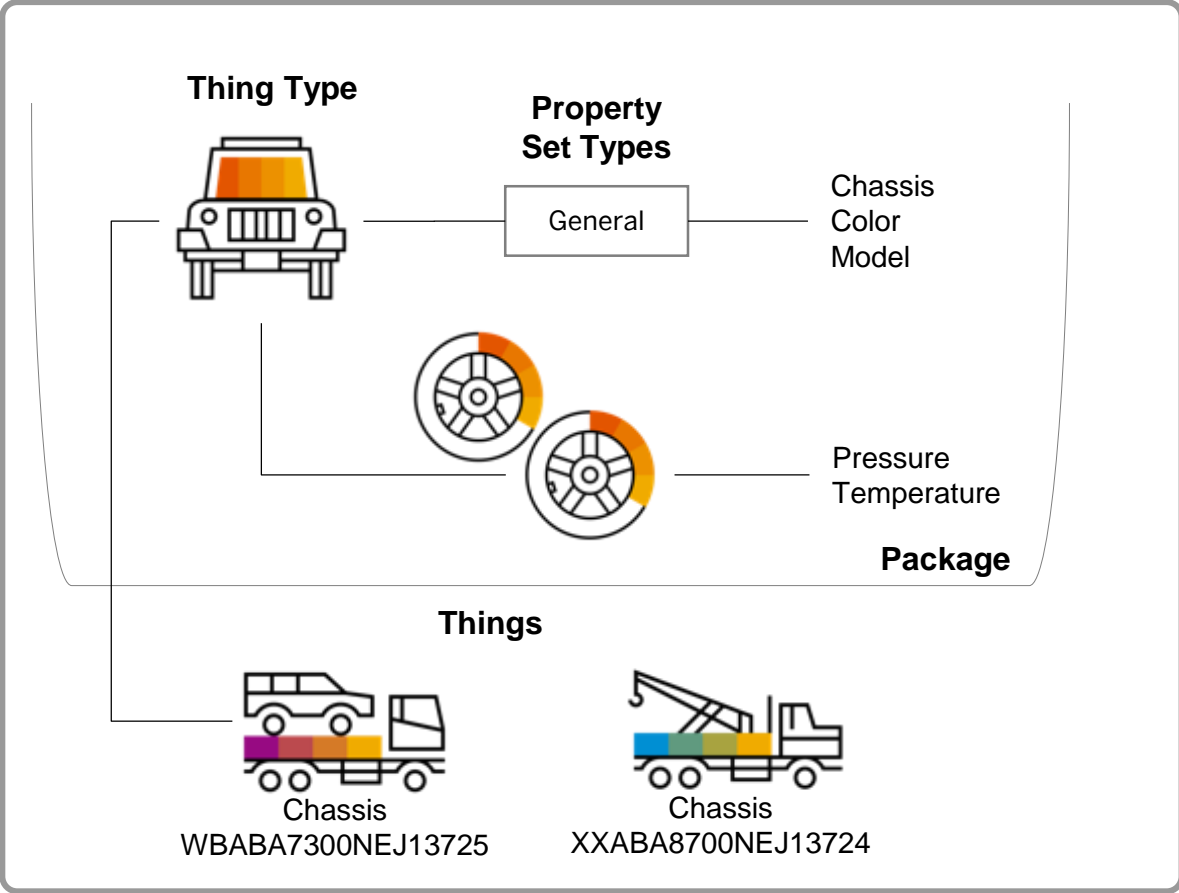 Thing Type
Property
Set Types
General
Chassis
Color
Model
Pressure
Temperature
Package
Things
Chassis
WBABA7300NEJ13725
Chassis
XXABA8700NEJ13724